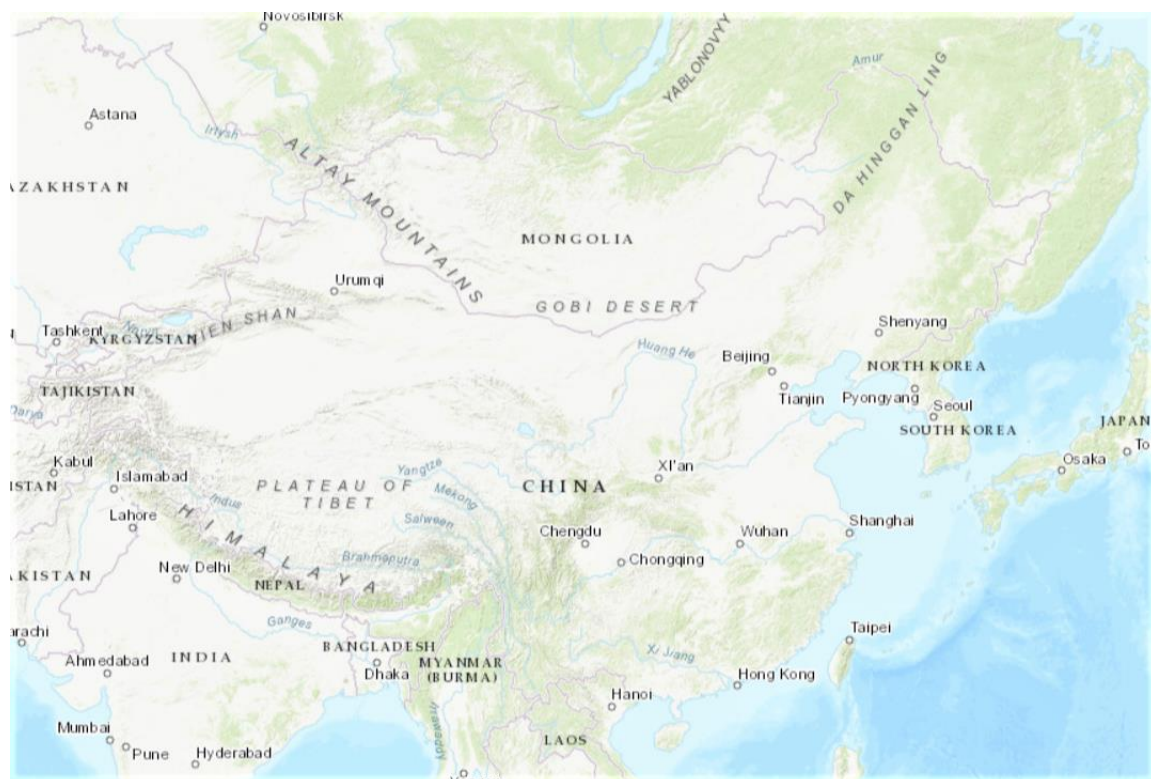 Novosibirsk
YABLONOVYY
Amur
DA HINGGAN LING
Astana
Irtysh
ALTAY MOUNTAINS
AZAKHSTAN
MONGOLIA
Urumqi
GOBI DESERT
TIEN SHAN
Tashkent
Naryn
KYRGYZSTAN
Shenyang
Huang He
Beijing
NORTH KOREA
TAJIKISTAN
Tianjin
Pyongyang
Seoul
Darya
SOUTH KOREA
JAPAN
To
Osaka
Kabul
Islamabad
XI'an
Yangtze
ISTAN
PLATEAU OF
TIBET
CHINA
Mekong
Indus
Lahore
HIMALAYA
Salween
Shanghai
Chengdu
Wuhan
Chongqing
Brahmaputra
New Delhi
AKISTAN
NEPAL
Ganges
arachi
Taipei
BANGLADESH
Xi Jiang
INDIA
Ahmedabad
Dhaka
MYANMAR
(BURMA)
Hong Kong
Hanoi
Irrawaddy
Mumbai
Pune
Hyderabad
LAOS